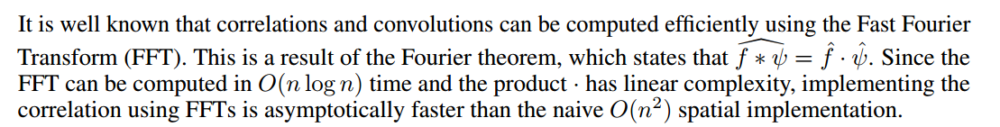 It is well known that correlations and convolutions can be computed efficiently using the Fast Fourier
Transform (FFT). This is a result of the Fourier theorem, which states that $\widehat{f * \psi} = \hat{f} \cdot \hat{\psi}$. Since the
FFT can be computed in $O(n \log n)$ time and the product $\cdot$ has linear complexity, implementing the
correlation using FFTs is asymptotically faster than the naive $O(n^2)$ spatial implementation.